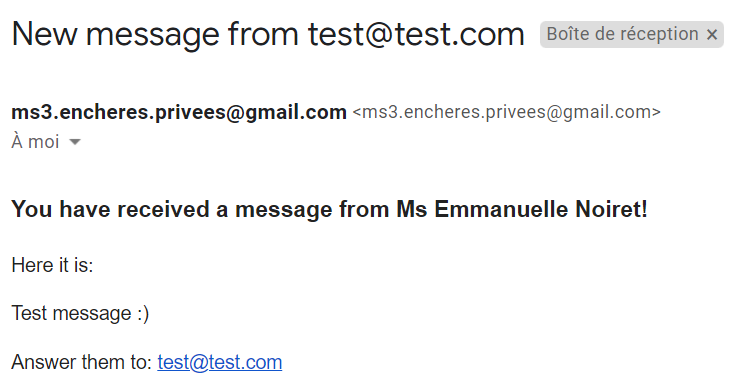 New message from test@test.com Boîte de réception ×
ms3.encheres.privees@gmail.com <ms3.encheres.privees@gmail.com>
À moi
You have received a message from Ms Emmanuelle Noiret!
Here it is:
Test message :)
Answer them to: test@test.com